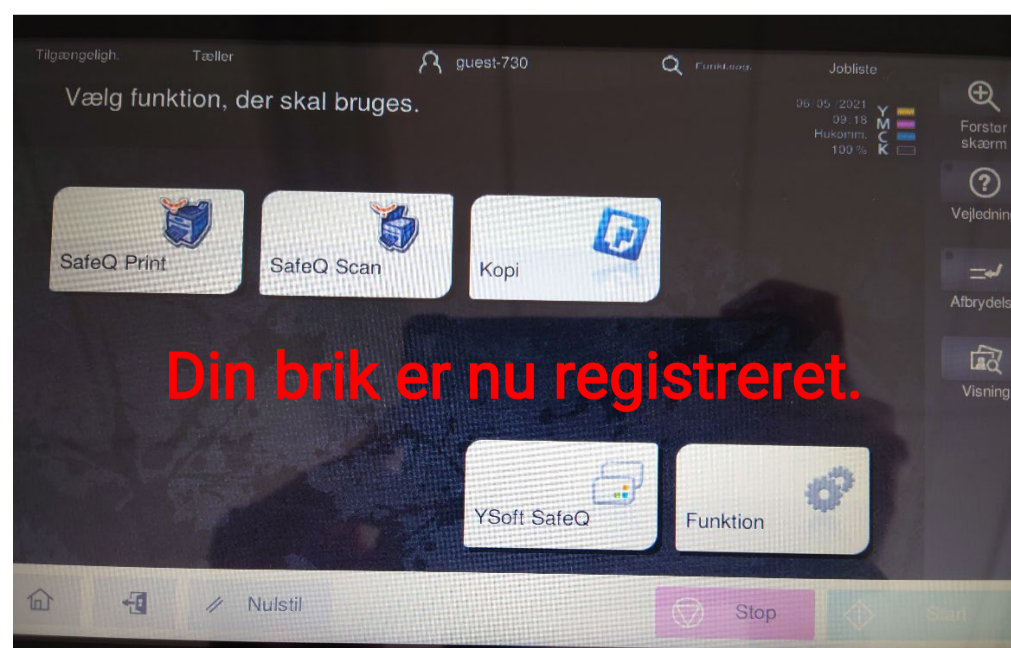 Tilgængeligh.
Tæller
guest-730
Funkt.søg.
Jobliste
Vælg funktion, der skal bruges.
06/05/2021
09:18
Hukomm.
100 %
Y
M
C
K
Forstør
skærm
Vejledning
SafeQ Print
SafeQ Scan
Kopi
Afbrydels
Din brik er nu registreret.
Visning
YSoft SafeQ
Funktion
Nulstil
Stop
Start